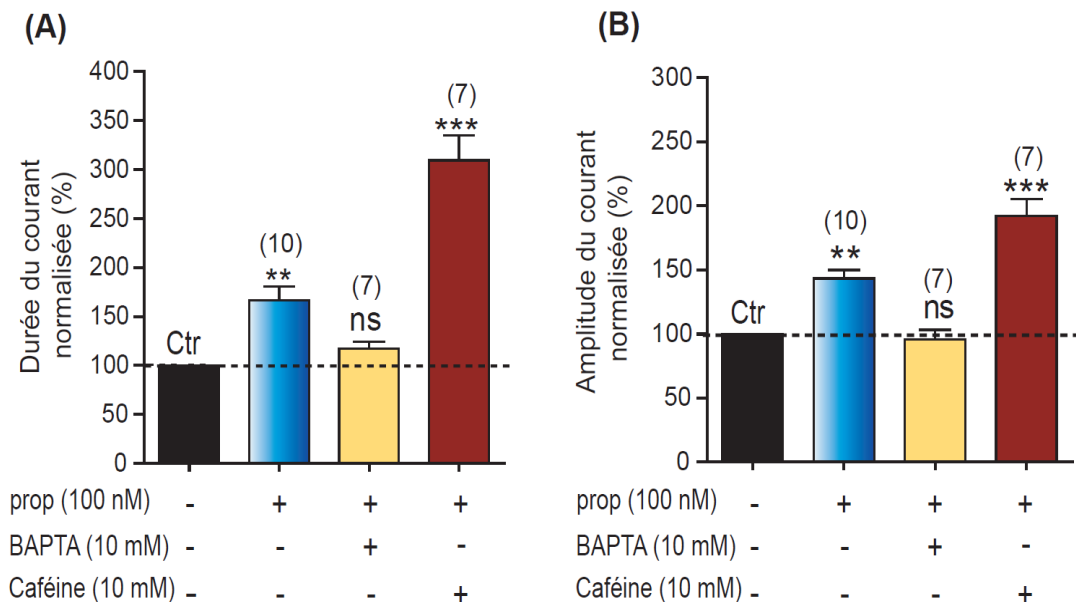 (A)
Durée du courant
normalisée (%)
400
350
300
250
200
150
100
50
0
Ctr
(10)
**
(7)
ns
(7)
***
prop (100 nM) - + + +
BAPTA (10 mM) - - + -
Caféine (10 mM) - - - +
(B)
Amplitude du courant
normalisée (%)
300
250
200
150
100
50
0
Ctr
(10)
**
(7)
ns
(7)
***
prop (100 nM) - + + +
BAPTA (10 mM) - - + -
Caféine (10 mM) - - - +